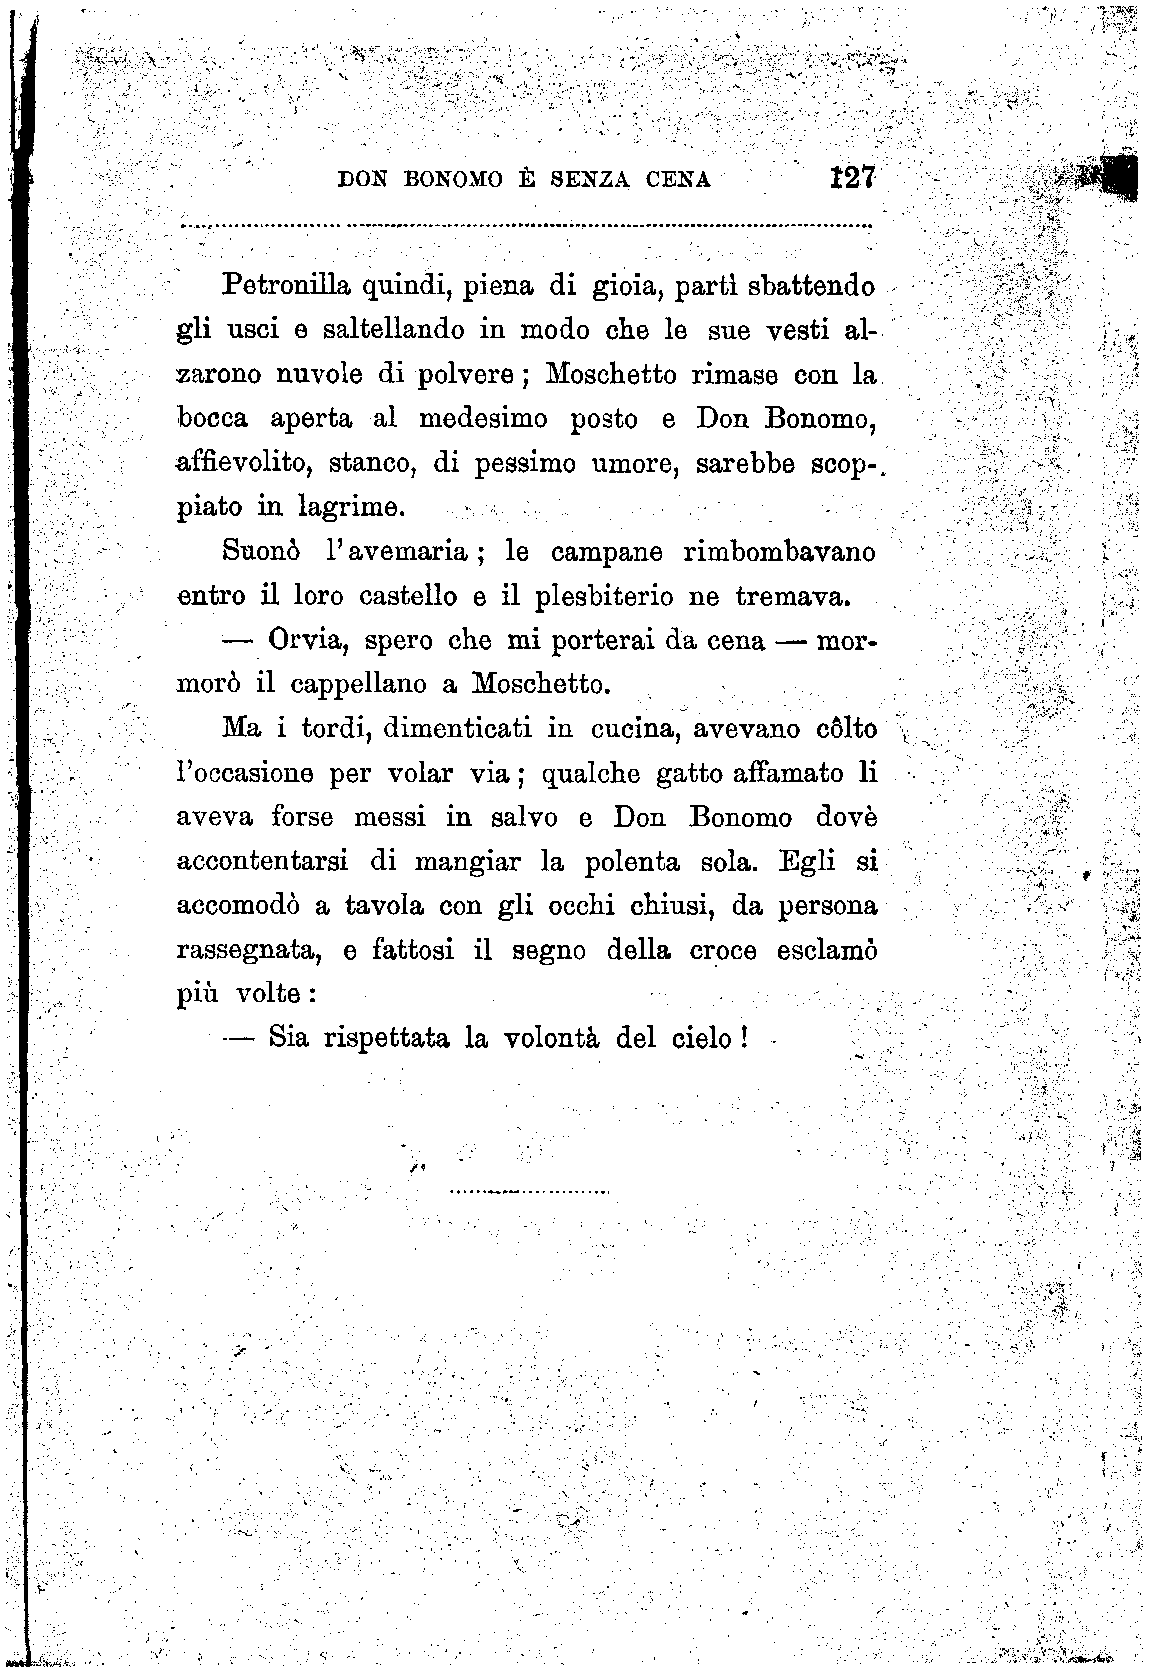 DON BONOMO È SENZA CENA 127
Petronilla quindi, piena di gioia, partì sbattendo
gli usci e saltellando in modo che le sue vesti al-
zarono nuvole di polvere ; Moschetto rimase con la
bocca aperta al medesimo posto e Don Bonomo,
affievolito, stanco, di pessimo umore, sarebbe scop-
piato in lagrime.
Suonò l'avemaria ; le campane rimbombavano
entro il loro castello e il plesbiterio ne tremava.
— Orvia, spero che mi porterai da cena — mor-
morò il cappellano a Moschetto.
Ma i tordi, dimenticati in cucina, avevano côlto
l'occasione per volar via ; qualche gatto affamato li
aveva forse messi in salvo e Don Bonomo dovè
accontentarsi di mangiar la polenta sola. Egli si
accomodò a tavola con gli occhi chiusi, da persona
rassegnata, e fattosi il segno della croce esclamò
più volte :
— Sia rispettata la volontà del cielo !